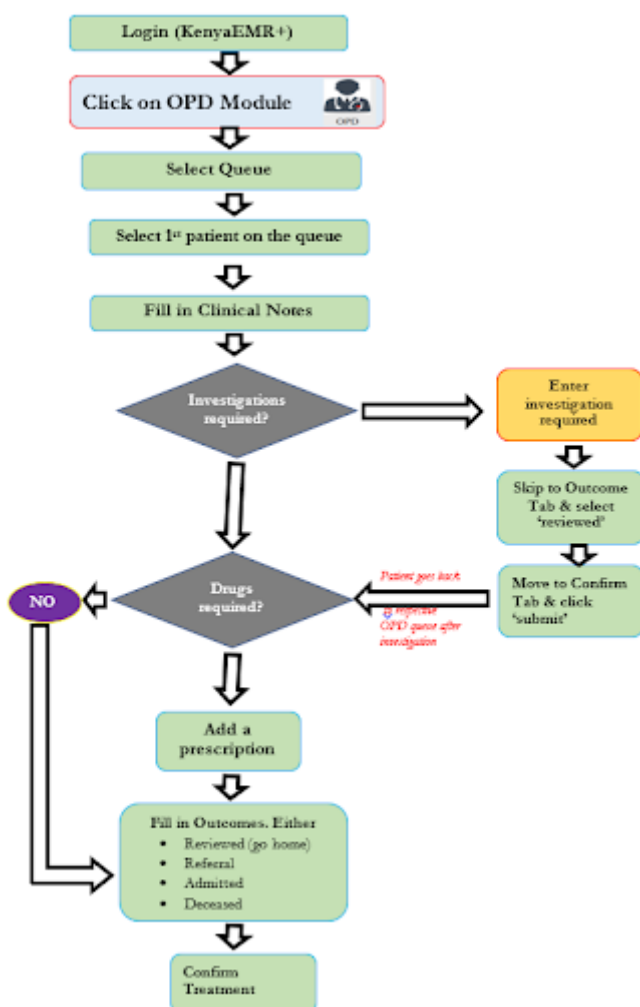 Login (KenyaEMR+)
Click on OPD Module
OPD
Select Queue
Select 1st patient on the queue
Fill in Clinical Notes
Investigations
required?
Enter
investigation
required
Skip to Outcome
Tab & select
‘reviewed’
Move to Confirm
Tab & click
‘submit’
Patient goes back
to respective
OPD queue after
investigation
Drugs
required?
NO
Add a
prescription
Fill in Outcomes. Either
• Reviewed (go home)
• Referral
• Admitted
• Deceased
Confirm
Treatment